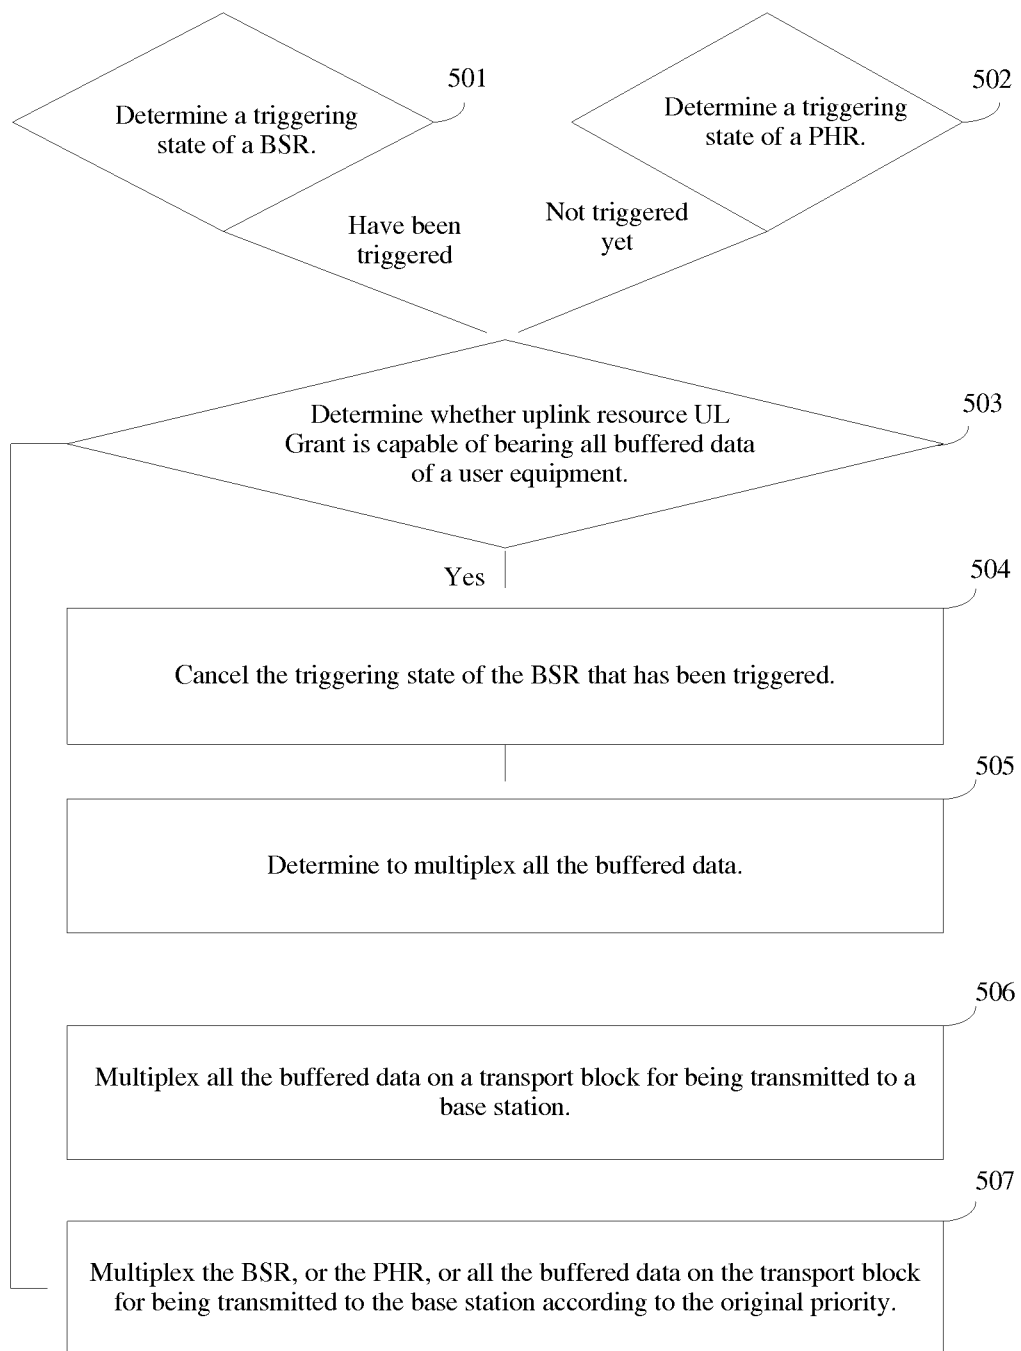 501
Determine a triggering
state of a BSR.
502
Determine a triggering
state of a PHR.
Have been
triggered
Not triggered
yet
503
Determine whether uplink resource UL
Grant is capable of bearing all buffered data
of a user equipment.
Yes
504
Cancel the triggering state of the BSR that has been triggered.
505
Determine to multiplex all the buffered data.
506
Multiplex all the buffered data on a transport block for being transmitted to a
base station.
507
Multiplex the BSR, or the PHR, or all the buffered data on the transport block
for being transmitted to the base station according to the original priority.